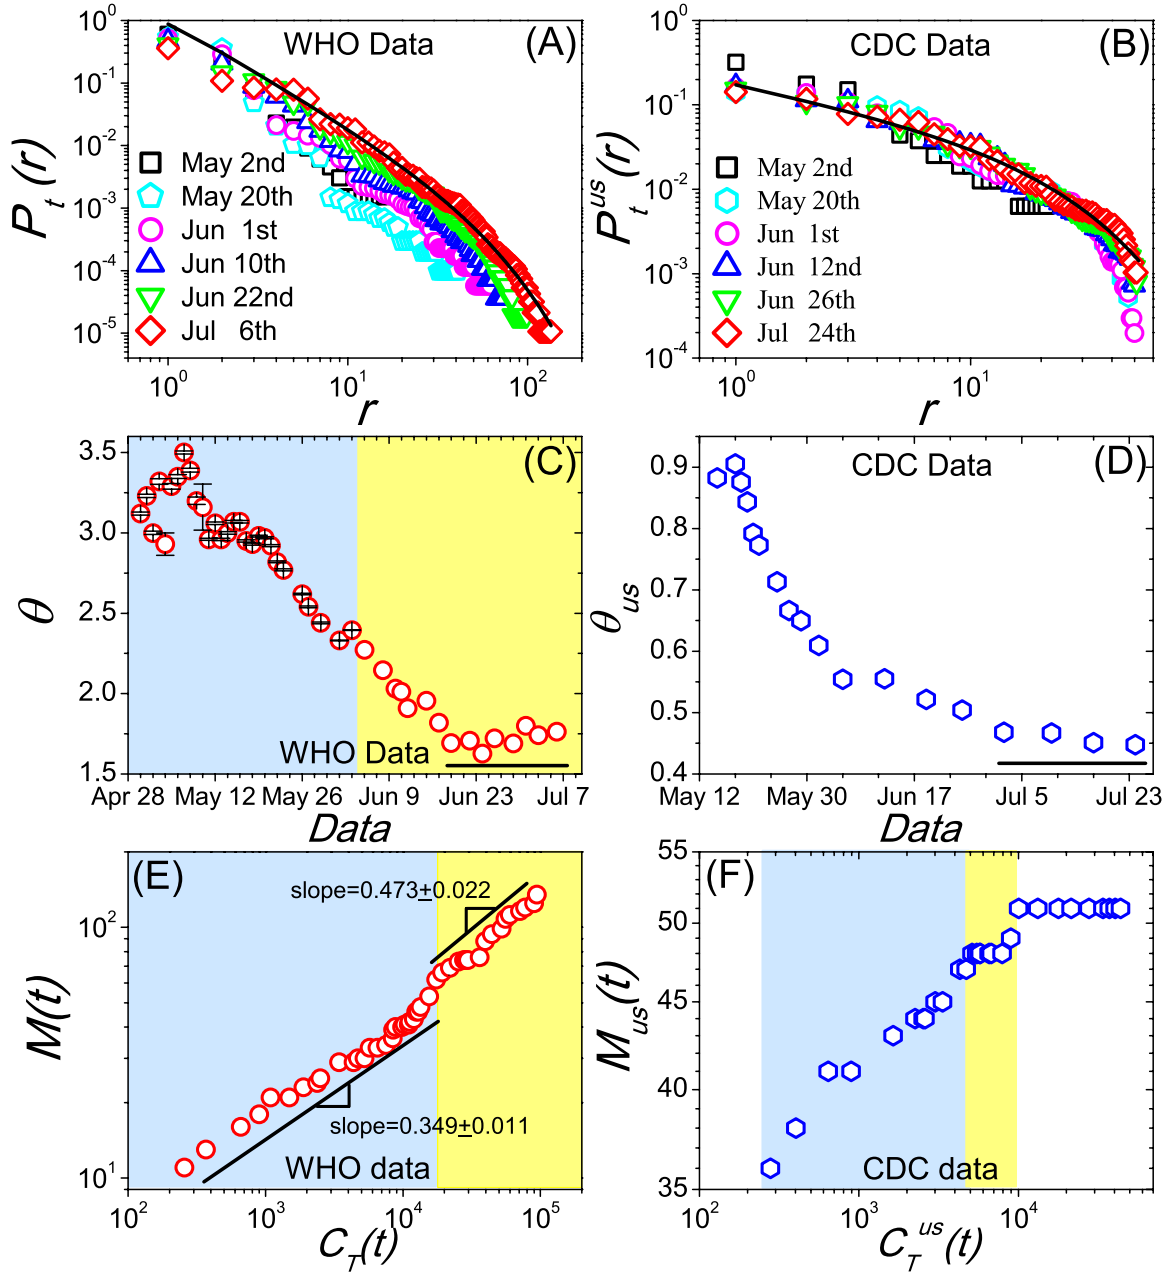 (A)
WHO Data
P_t(r)
10^0
10^-1
10^-2
10^-3
10^-4
10^-5
May 2nd
May 20th
Jun 1st
Jun 10th
Jun 22nd
Jul 6th
10^0 10^1 10^2
r
(B)
CDC Data
P_t^us(r)
10^0
10^-1
10^-2
10^-3
10^-4
May 2nd
May 20th
Jun 1st
Jun 12nd
Jun 26th
Jul 24th
10^0 10^1
r
(C)
θ
3.5
3.0
2.5
2.0
1.5
WHO Data
Apr 28 May 12 May 26 Jun 9 Jun 23 Jul 7
Data
(D)
CDC Data
θ_us
0.9
0.8
0.7
0.6
0.5
0.4
May 12 May 30 Jun 17 Jul 5 Jul 23
Data
(E)
slope=0.473±0.022
M(t)
10^2
10^1
slope=0.349±0.011
WHO data
10^2 10^3 10^4 10^5
C_T(t)
(F)
M_us(t)
55
50
45
40
35
CDC data
10^2 10^3 10^4
C_T^us(t)